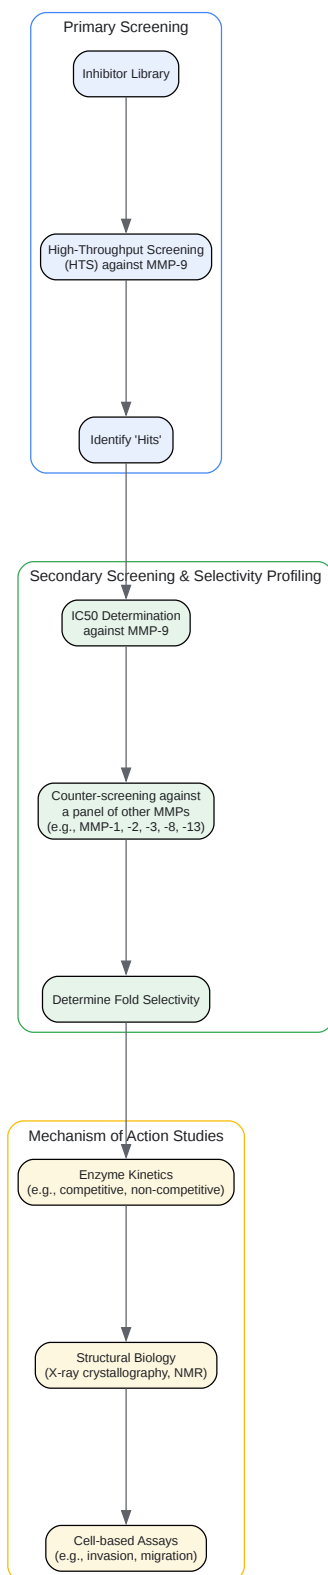 Primary Screening
Inhibitor Library
High-Throughput Screening
(HTS) against MMP-9
Identify 'Hits'
Secondary Screening & Selectivity Profiling
IC50 Determination
against MMP-9
Counter-screening against
a panel of other MMPs
(e.g., MMP-1, -2, -3, -8, -13)
Determine Fold Selectivity
Mechanism of Action Studies
Enzyme Kinetics
(e.g., competitive, non-competitive)
Structural Biology
(X-ray crystallography, NMR)
Cell-based Assays
(e.g., invasion, migration)